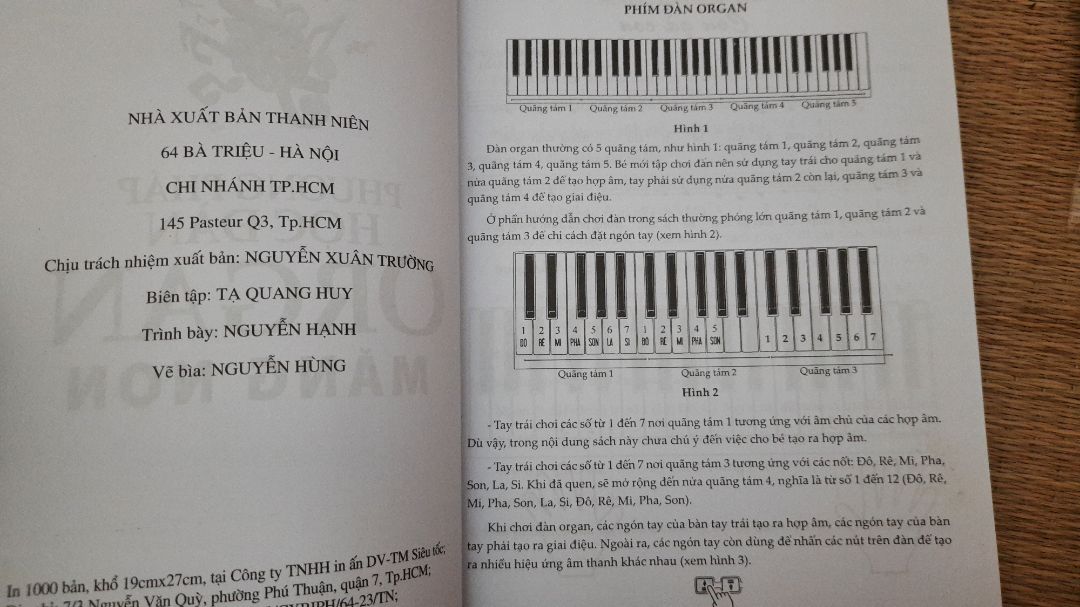 NHÀ XUẤT BẢN THANH NIÊN
64 BÀ TRIỆU - HÀ NỘI
CHI NHÁNH TP.HCM
145 Pasteur Q3, Tp.HCM
Chịu trách nhiệm xuất bản: NGUYỄN XUÂN TRƯỜNG
Biên tập: TẠ QUANG HUY
Trình bày: NGUYỄN HẠNH
Vẽ bìa: NGUYỄN HÙNG
In 1000 bản, khổ 19cmx27cm, tại Công ty TNHH in ấn DV-TM Siêu tốc;
7/3 Nguyễn Văn Quỳ, phường Phú Thuận, quận 7, Tp.HCM;
/64-23/TN;
PHÍM ĐÀN ORGAN
Quãng tám 1 Quãng tám 2 Quãng tám 3 Quãng tám 4 Quãng tám 5
Hình 1
Đàn organ thường có 5 quãng tám, như hình 1: quãng tám 1, quãng tám 2, quãng tám
3, quãng tám 4, quãng tám 5. Bé mới tập chơi đàn nên sử dụng tay trái cho quãng tám 1 và
nửa quãng tám 2 để tạo hợp âm, tay phải sử dụng nửa quãng tám 2 còn lại, quãng tám 3 và
quãng tám 4 để tạo giai điệu.
Ở phần hướng dẫn chơi đàn trong sách thường phóng lớn quãng tám 1, quãng tám 2 và
quãng tám 3 để chỉ cách đặt ngón tay (xem hình 2).
1 2 3 4 5 6 7 1 2 3 4 5 1 2 3 4 5 6 7
ĐÔ RÊ MI PHA SON LA SI ĐÔ RÊ MI PHA SON
Quãng tám 1 Quãng tám 2 Quãng tám 3
Hình 2
- Tay trái chơi các số từ 1 đến 7 nơi quãng tám 1 tương ứng với âm chủ của các hợp âm.
Dù vậy, trong nội dung sách này chưa chú ý đến việc cho bé tạo ra hợp âm.
- Tay trái chơi các số từ 1 đến 7 nơi quãng tám 3 tương ứng với các nốt: Đô, Rê, Mi, Pha,
Son, La, Si. Khi đã quen, sẽ mở rộng đến nửa quãng tám 4, nghĩa là từ số 1 đến 12 (Đô, Rê,
Mi, Pha, Son, La, Si, Đô, Rê, Mi, Pha, Son).
Khi chơi đàn organ, các ngón tay của bàn tay trái tạo ra hợp âm, các ngón tay của bàn
tay phải tạo ra giai điệu. Ngoài ra, các ngón tay còn dùng để nhấn các nút trên đàn để tạo
ra nhiều hiệu ứng âm thanh khác nhau (xem hình 3).